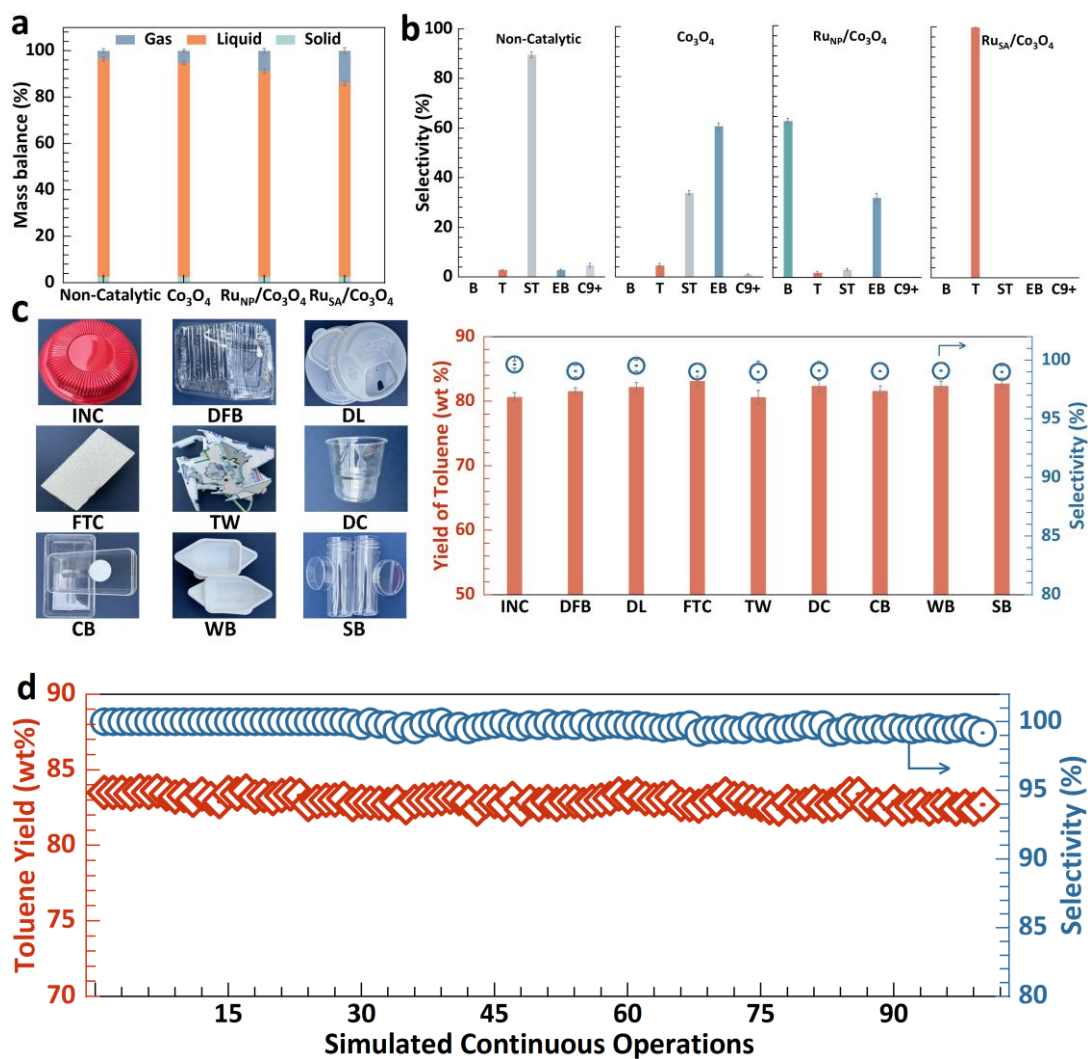 a
Gas Liquid Solid
Mass balance (%)
100
80
60
40
20
0
Non-Catalytic Co₃O₄ Ru_NP/Co₃O₄ Ru_SA/Co₃O₄
b
Selectivity (%)
100
80
60
40
20
0
Non-Catalytic
B T ST EB C9+
Co₃O₄
B T ST EB C9+
Ru_NP/Co₃O₄
B T ST EB C9+
Ru_SA/Co₃O₄
B T ST EB C9+
c
INC DFB DL
FTC TW DC
CB WB SB
Yield of Toluene (wt %)
90
80
70
60
50
INC DFB DL FTC TW DC CB WB SB
100
95
90
85
80
Selectivity (%)
d
Toluene Yield (wt%)
90
85
80
75
70
15 30 45 60 75 90
Simulated Continuous Operations
100
95
90
85
80
Selectivity (%)